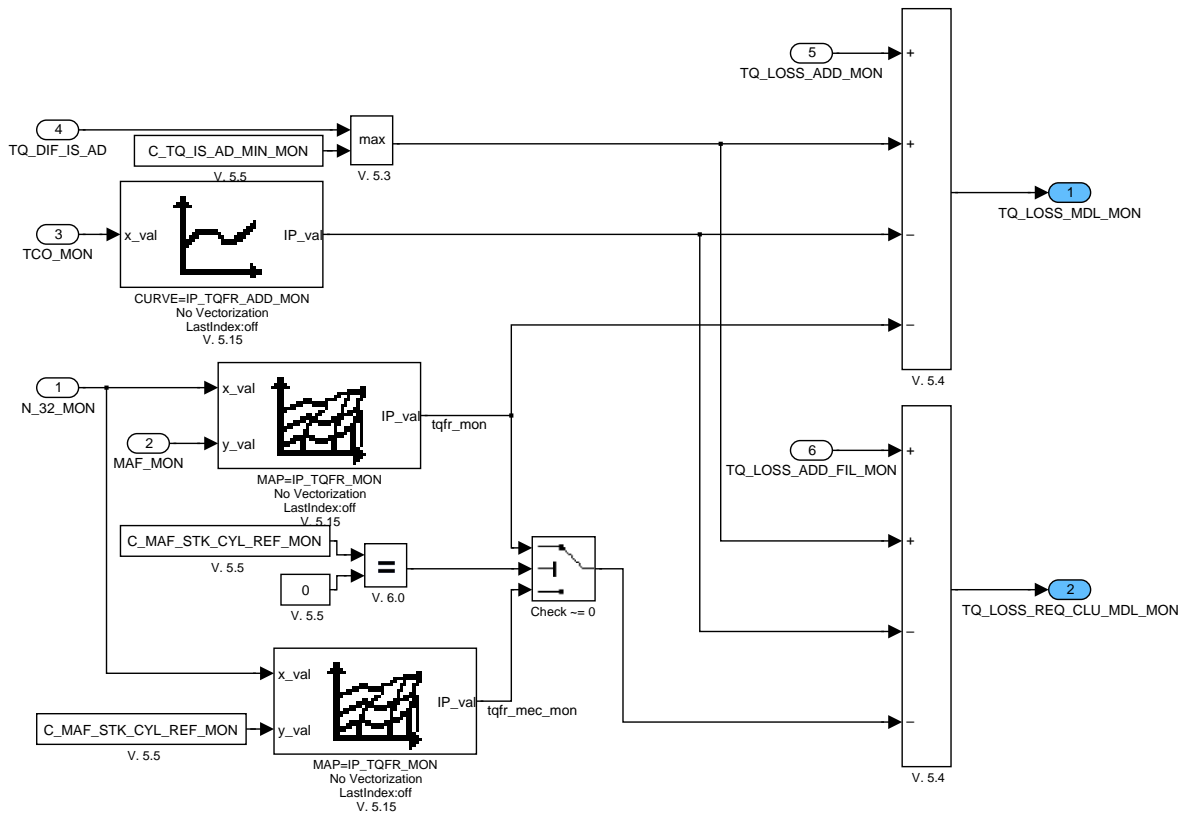 5
TQ_LOSS_ADD_MON
+
4
TQ_DIF_IS_AD
C_TQ_IS_AD_MIN_MON
V. 5.5
max
V. 5.3
+
1
TQ_LOSS_MDL_MON
3
TCO_MON
x_val
IP_val
CURVE=IP_TQFR_ADD_MON
No Vectorization
LastIndex:off
V. 5.15
−
−
V. 5.4
1
N_32_MON
2
MAF_MON
x_val
y_val
IP_val
tqfr_mon
MAP=IP_TQFR_MON
No Vectorization
LastIndex:off
V. 5.15
6
TQ_LOSS_ADD_FIL_MON
+
C_MAF_STK_CYL_REF_MON
V. 5.5
0
V. 5.5
=
V. 6.0
Check ~= 0
+
2
TQ_LOSS_REQ_CLU_MDL_MON
−
x_val
y_val
IP_val
tqfr_mec_mon
C_MAF_STK_CYL_REF_MON
V. 5.5
MAP=IP_TQFR_MON
No Vectorization
LastIndex:off
V. 5.15
−
V. 5.4